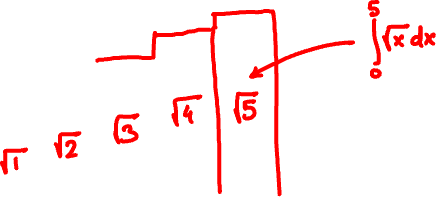 √1 √2 √3 √4 √5
∫₀⁵ √x dx